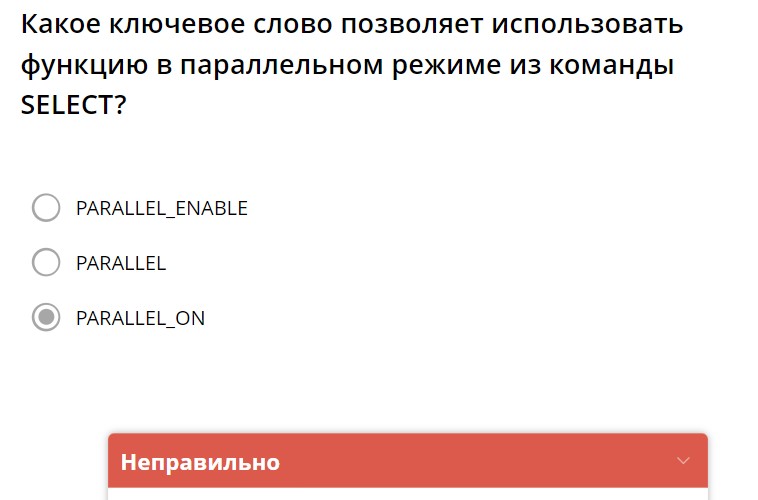 Какое ключевое слово позволяет использовать
функцию в параллельном режиме из команды
SELECT?
PARALLEL_ENABLE
PARALLEL
PARALLEL_ON
Неправильно